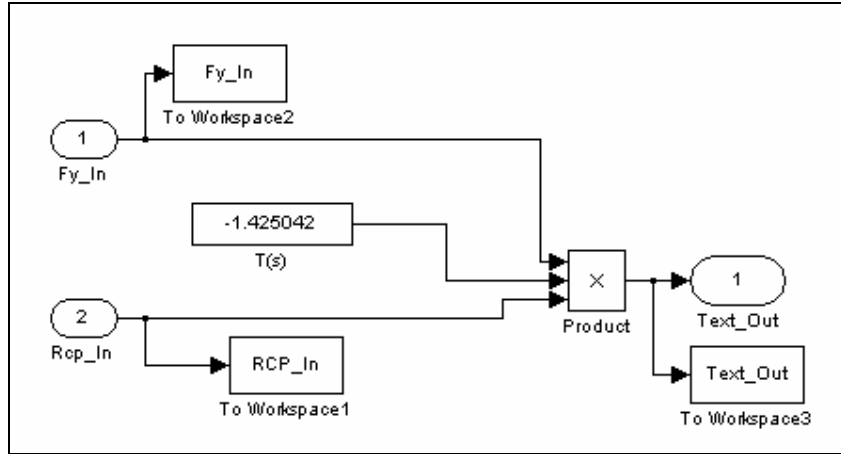 Fy_In
To Workspace2
1
Fy_In
-1.425042
T(s)
×
Product
1
Text_Out
2
Rcp_In
RCP_In
To Workspace1
Text_Out
To Workspace3